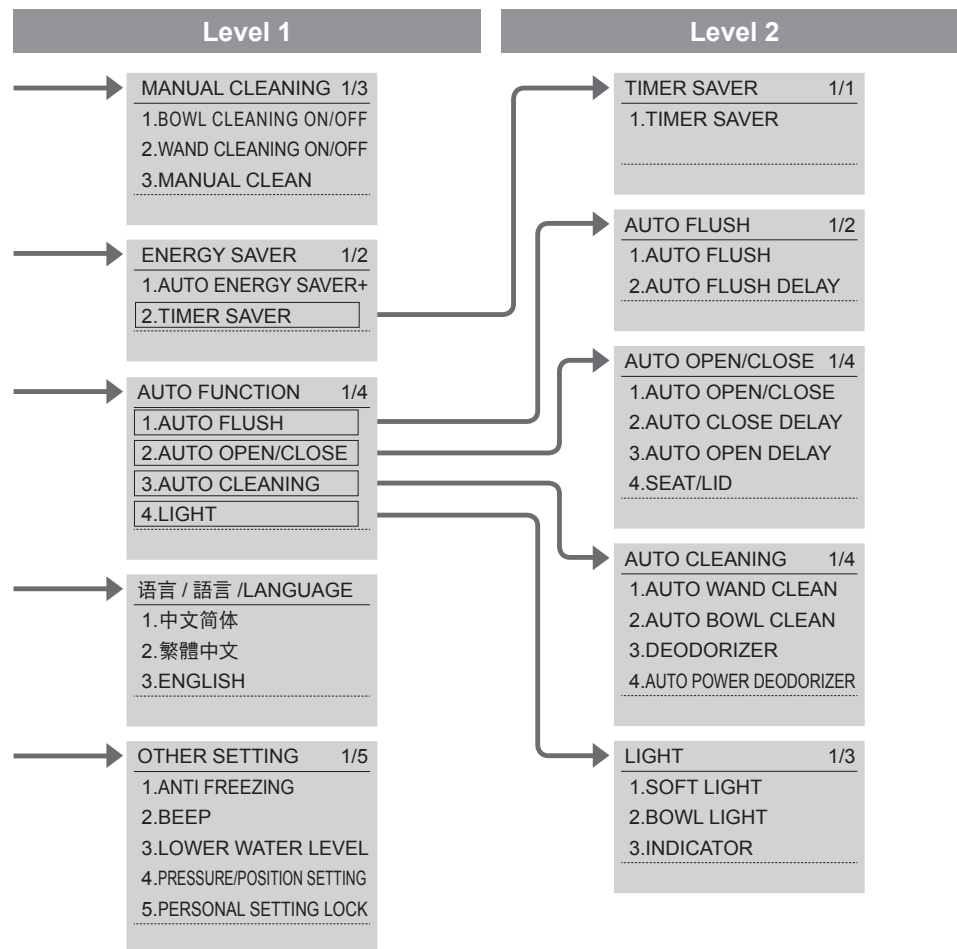 Level 1
MANUAL CLEANING 1/3
1.BOWL CLEANING ON/OFF
2.WAND CLEANING ON/OFF
3.MANUAL CLEAN
ENERGY SAVER 1/2
1.AUTO ENERGY SAVER+
2.TIMER SAVER
AUTO FUNCTION 1/4
1.AUTO FLUSH
2.AUTO OPEN/CLOSE
3.AUTO CLEANING
4.LIGHT
语言 / 語言 /LANGUAGE
1.中文简体
2.繁體中文
3.ENGLISH
OTHER SETTING 1/5
1.ANTI FREEZING
2.BEEP
3.LOWER WATER LEVEL
4.PRESSURE/POSITION SETTING
5.PERSONAL SETTING LOCK
Level 2
TIMER SAVER 1/1
1.TIMER SAVER
AUTO FLUSH 1/2
1.AUTO FLUSH
2.AUTO FLUSH DELAY
AUTO OPEN/CLOSE 1/4
1.AUTO OPEN/CLOSE
2.AUTO CLOSE DELAY
3.AUTO OPEN DELAY
4.SEAT/LID
AUTO CLEANING 1/4
1.AUTO WAND CLEAN
2.AUTO BOWL CLEAN
3.DEODORIZER
4.AUTO POWER DEODORIZER
LIGHT 1/3
1.SOFT LIGHT
2.BOWL LIGHT
3.INDICATOR